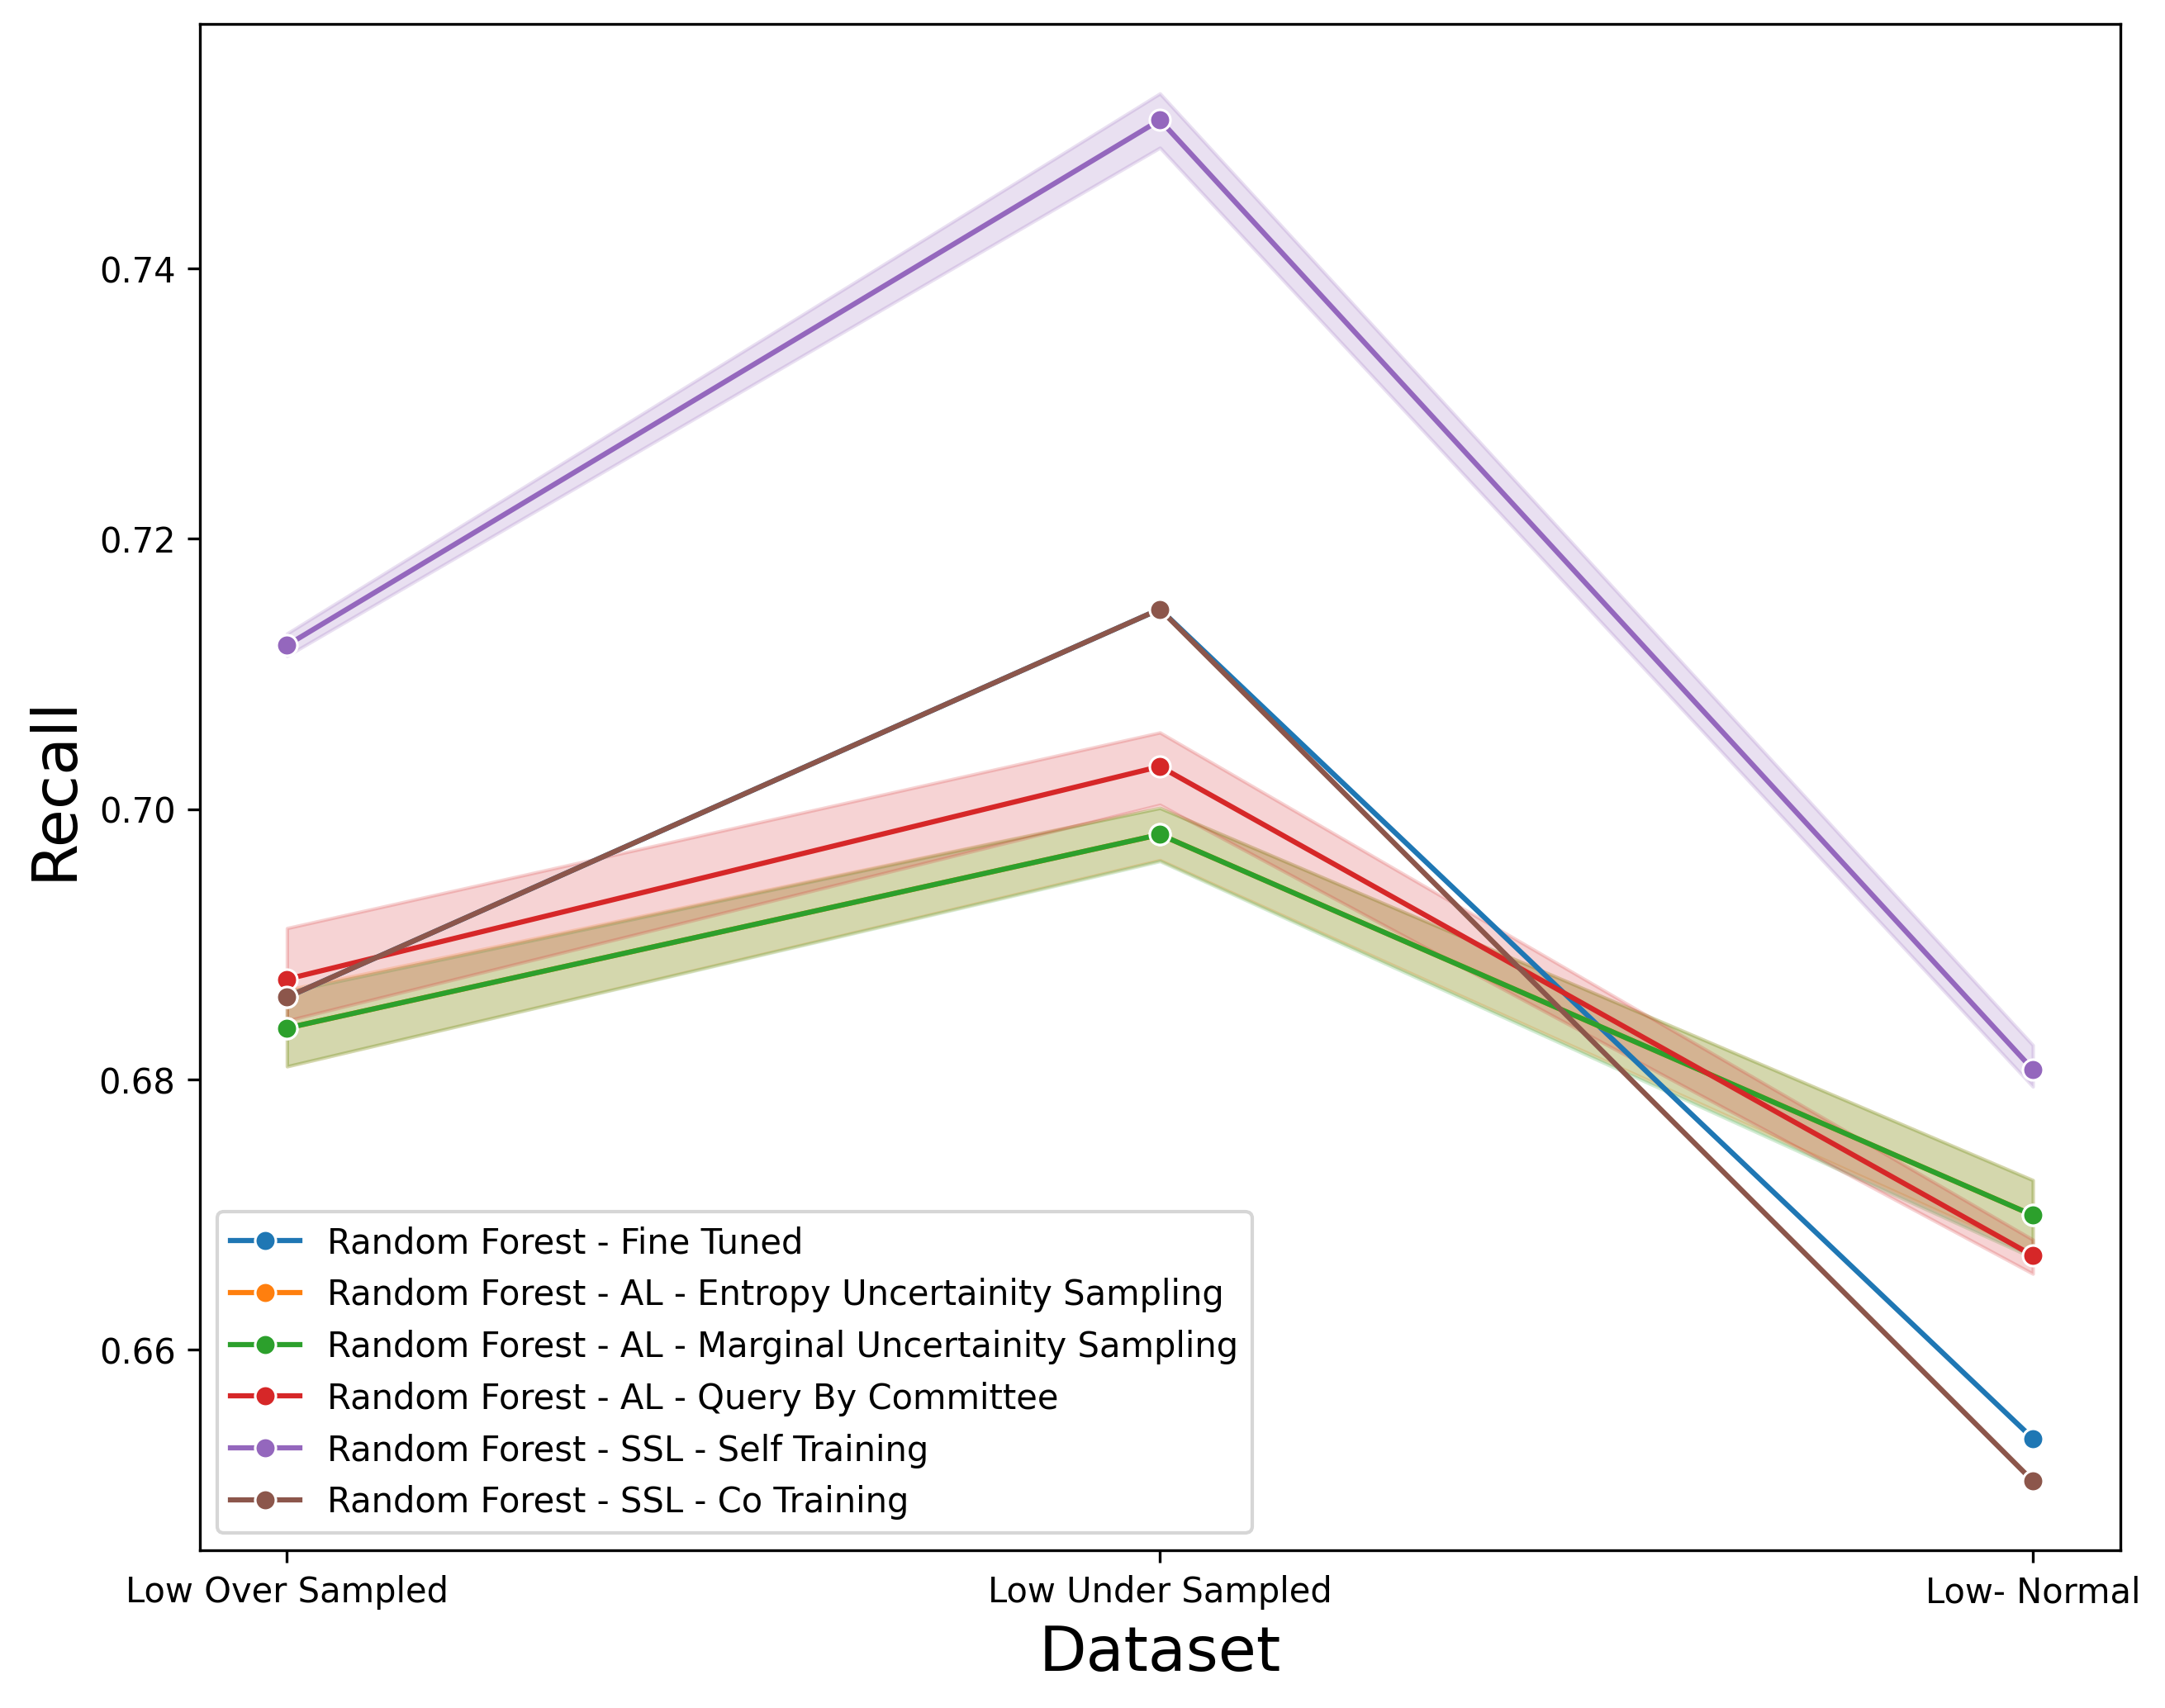 Recall
0.74
0.72
0.70
0.68
0.66
Random Forest - Fine Tuned
Random Forest - AL - Entropy Uncertainity Sampling
Random Forest - AL - Marginal Uncertainity Sampling
Random Forest - AL - Query By Committee
Random Forest - SSL - Self Training
Random Forest - SSL - Co Training
Low Over Sampled
Low Under Sampled
Low- Normal
Dataset